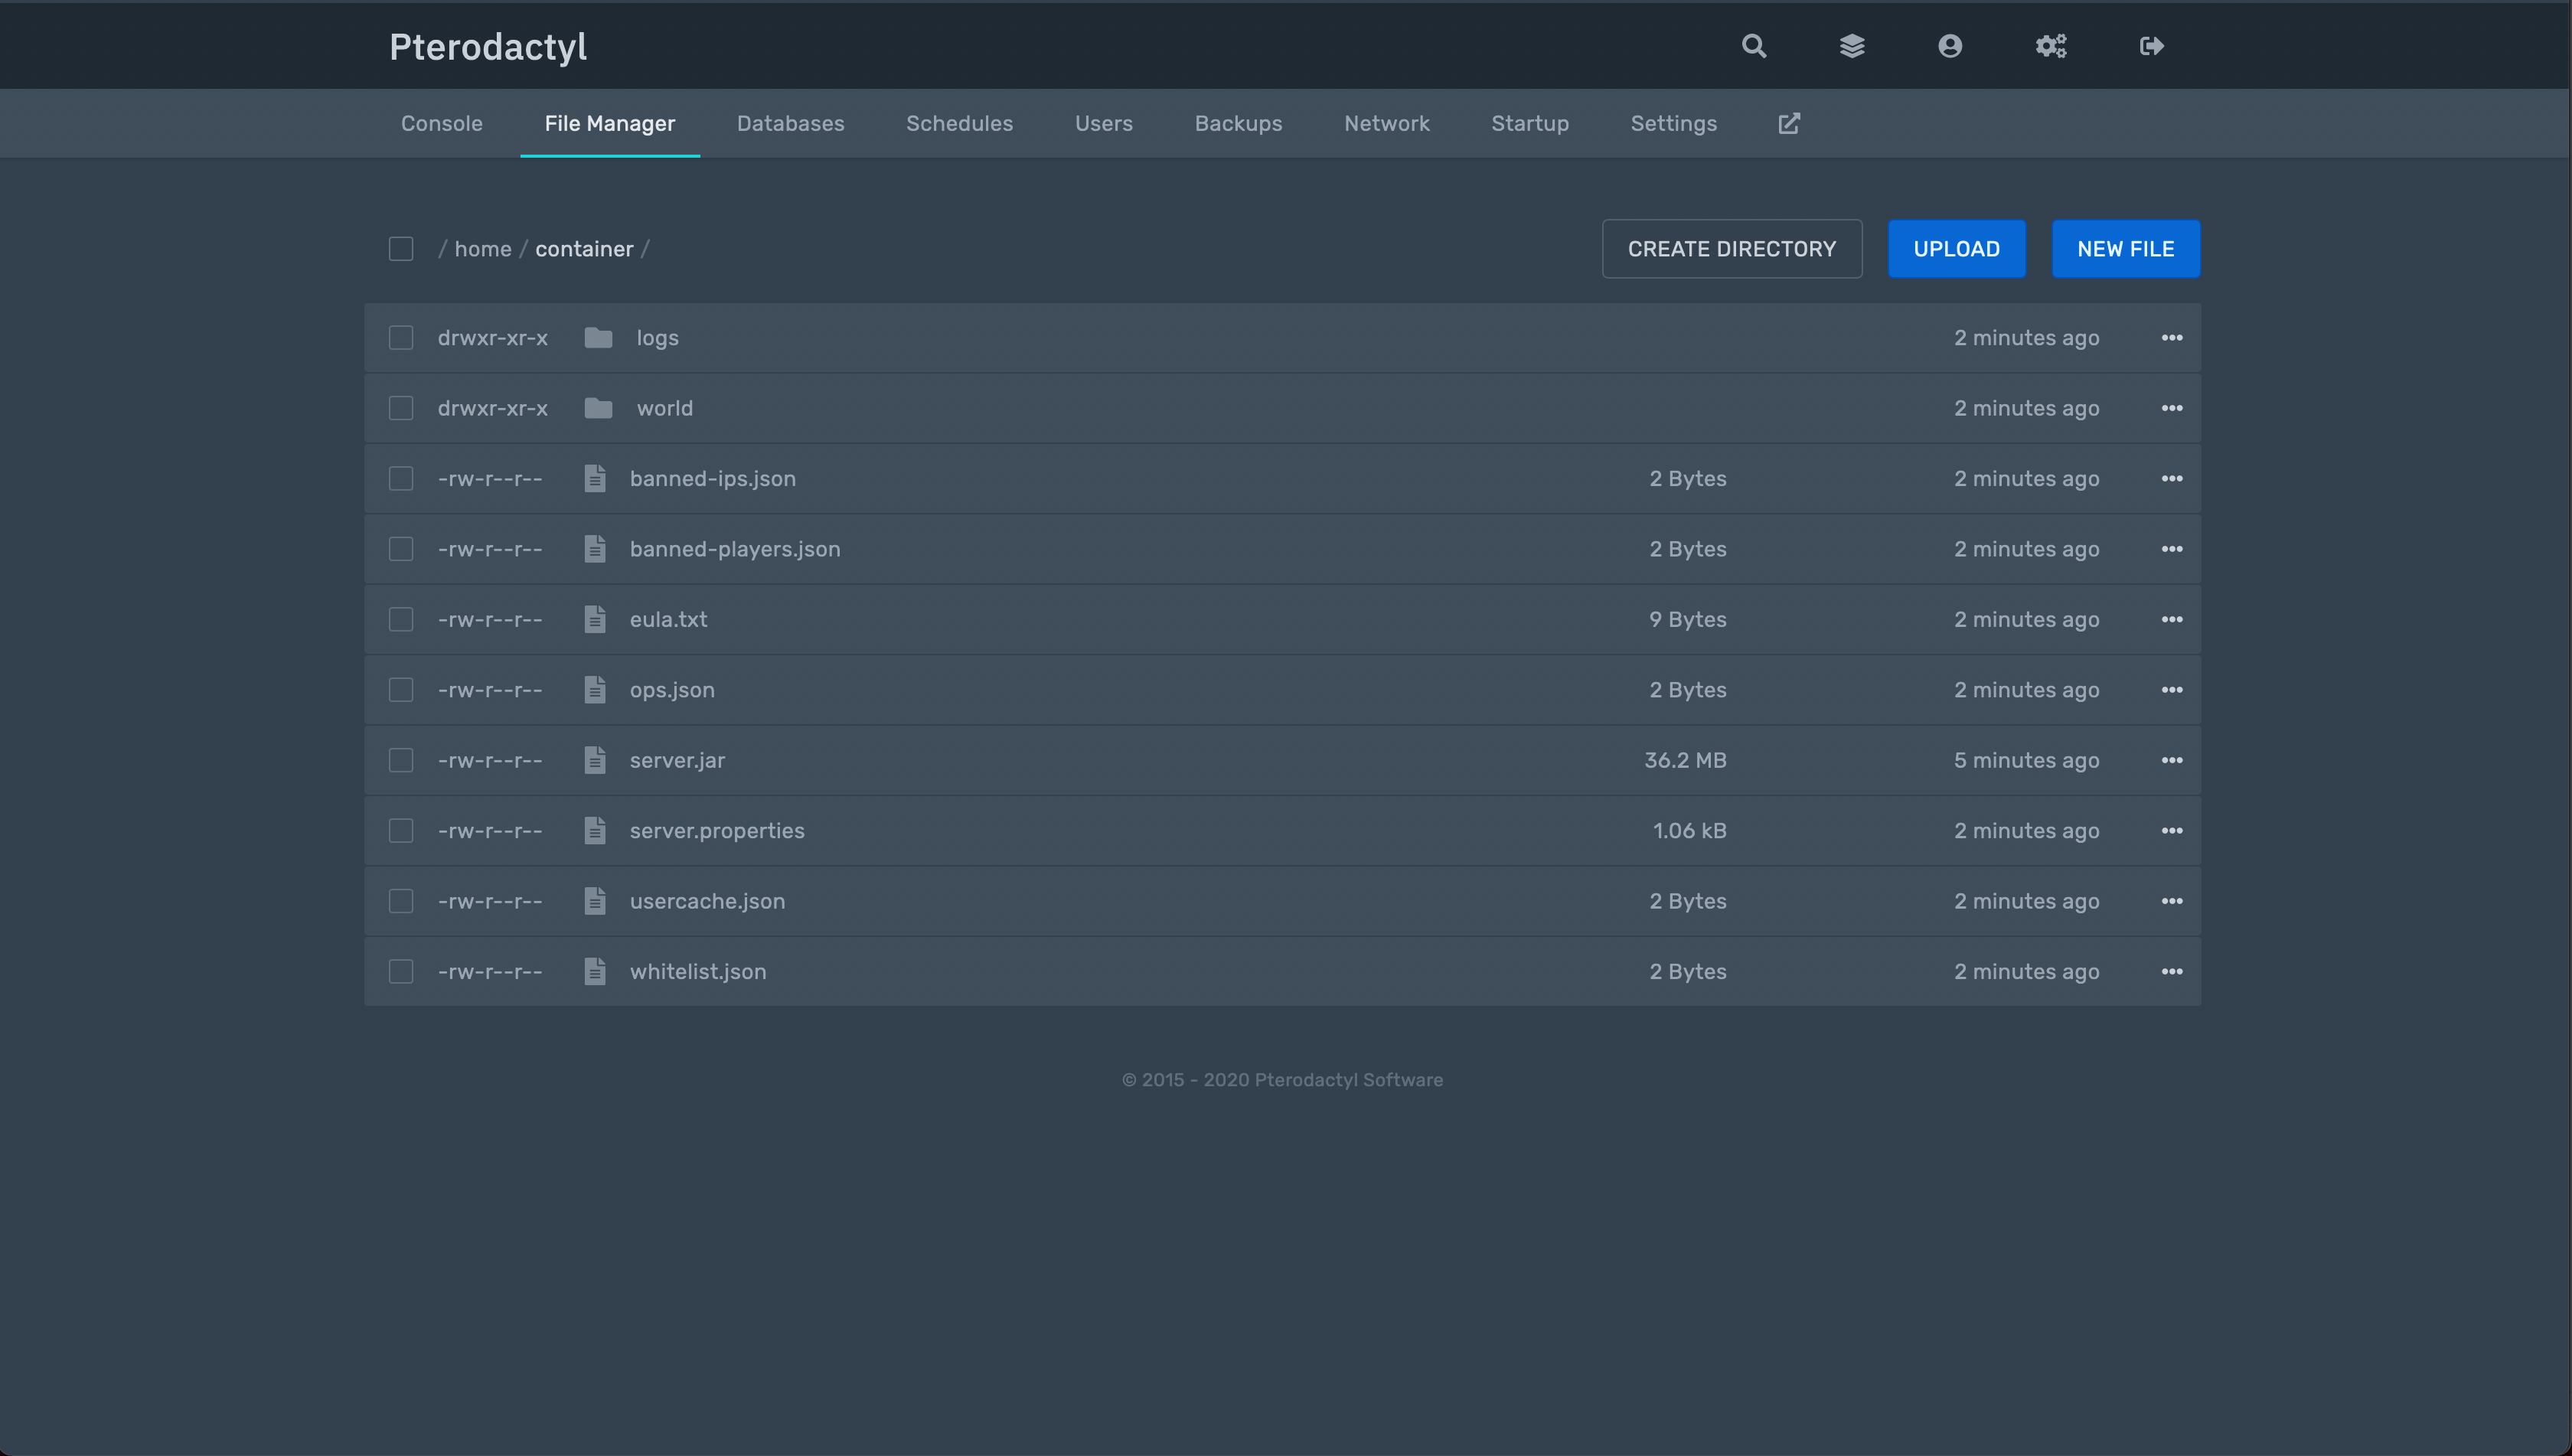 Pterodactyl
Console File Manager Databases Schedules Users Backups Network Startup Settings
/ home / container / CREATE DIRECTORY UPLOAD NEW FILE
drwxr-xr-x logs 2 minutes ago
drwxr-xr-x world 2 minutes ago
-rw-r--r-- banned-ips.json 2 Bytes 2 minutes ago
-rw-r--r-- banned-players.json 2 Bytes 2 minutes ago
-rw-r--r-- eula.txt 9 Bytes 2 minutes ago
-rw-r--r-- ops.json 2 Bytes 2 minutes ago
-rw-r--r-- server.jar 36.2 MB 5 minutes ago
-rw-r--r-- server.properties 1.06 kB 2 minutes ago
-rw-r--r-- usercache.json 2 Bytes 2 minutes ago
-rw-r--r-- whitelist.json 2 Bytes 2 minutes ago
© 2015 - 2020 Pterodactyl Software